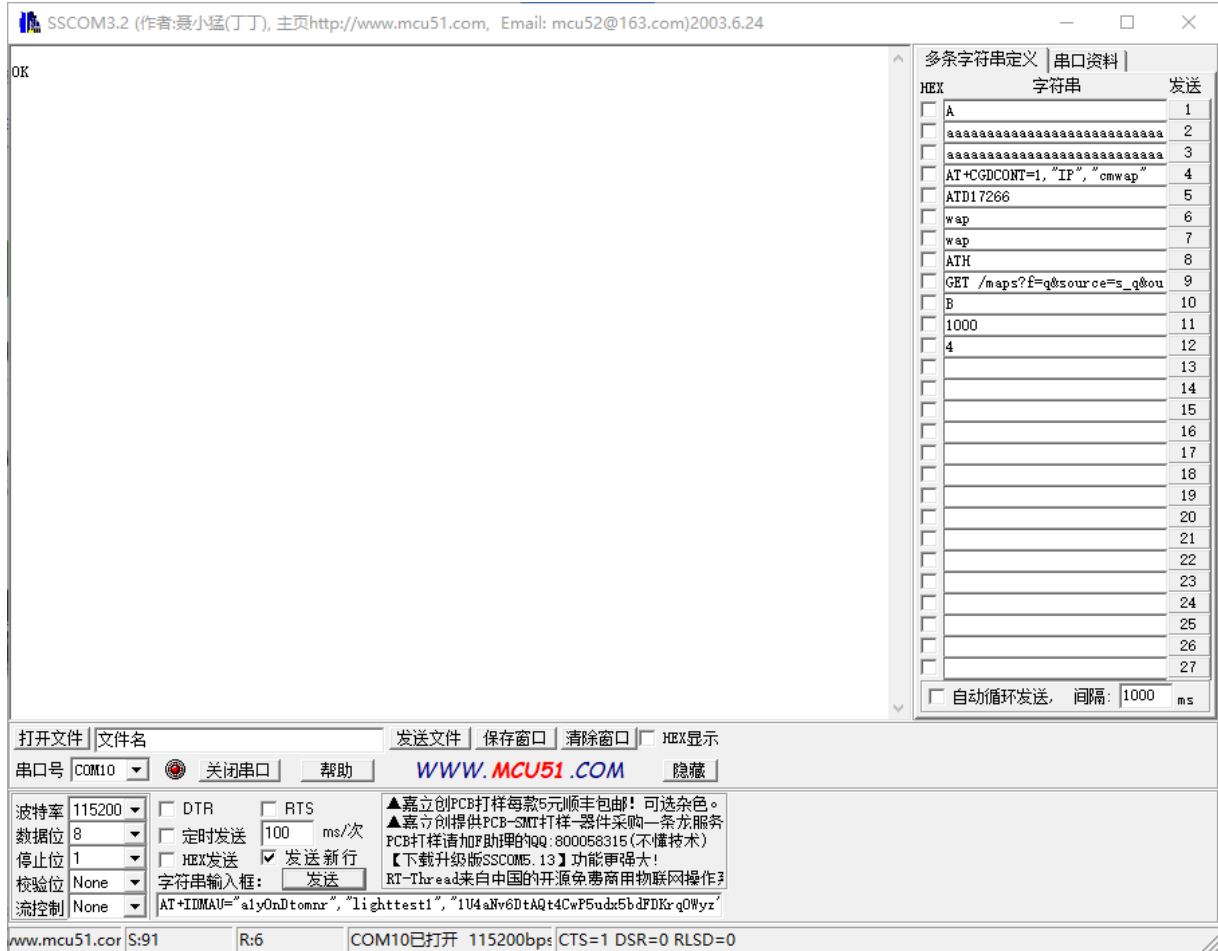 SSCOM3.2 (作者:聂小猛(丁丁), 主页http://www.mcu51.com, Email: mcu52@163.com)2003.6.24
OK
多条字符串定义 串口资料
HEX 字符串 发送
A 1
aaaaaaaaaaaaaaaaaaaaaaaaaaa 2
aaaaaaaaaaaaaaaaaaaaaaaaaaa 3
AT+CGDCONT=1,"IP","cmwap" 4
ATD17266 5
wap 6
wap 7
ATH 8
GET /maps?f=q&source=s_q&ou 9
B 10
1000 11
4 12
13
14
15
16
17
18
19
20
21
22
23
24
25
26
27
自动循环发送, 间隔: 1000 ms
打开文件 文件名 发送文件 保存窗口 清除窗口 HEX显示
串口号 COM10 关闭串口 帮助 WWW.MCU51.COM 隐藏
波特率 115200 DTR RTS
数据位 8 定时发送 100 ms/次
停止位 1 HEX发送 发送新行
校验位 None 字符串输入框: 发送
流控制 None AT+IDMAU="a1yOnDtomnr","lighttest1","1U4aNv6DtAQt4CwP5udx5bdFDKrqOWyz"
▲嘉立创PCB打样每款5元顺丰包邮! 可选杂色。
▲嘉立创提供PCB-SMT打样-器件采购一条龙服务
PCB打样请加F助理的QQ:800058315(不懂技术)
【下载升级版SSCOM5.13】功能更强大!
RT-Thread来自中国的开源免费商用物联网操作
www.mcu51.cor S:91 R:6 COM10已打开 115200bps CTS=1 DSR=0 RLSD=0